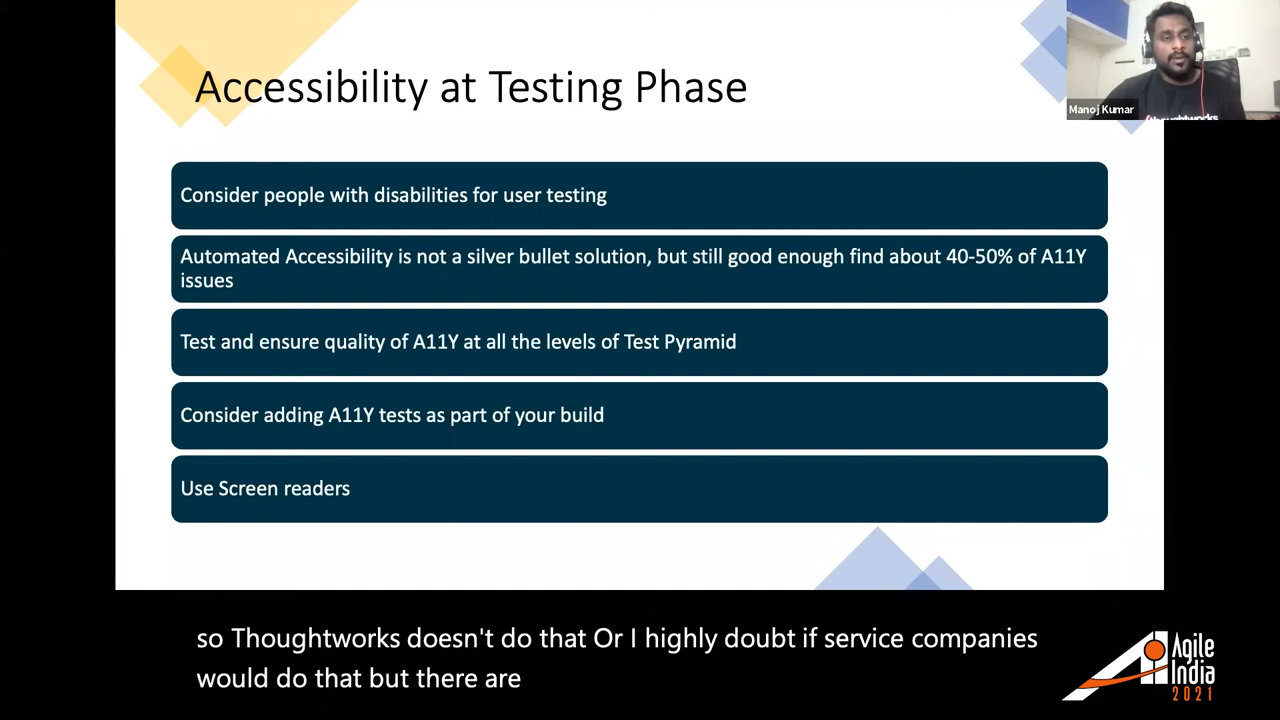 Accessibility at Testing Phase
Manoj Kumar
/thoughtworks
Consider people with disabilities for user testing
Automated Accessibility is not a silver bullet solution, but still good enough find about 40-50% of A11Y
issues
Test and ensure quality of A11Y at all the levels of Test Pyramid
Consider adding A11Y tests as part of your build
Use Screen readers
so Thoughtworks doesn't do that Or I highly doubt if service companies
would do that but there are
Agile
India
2021